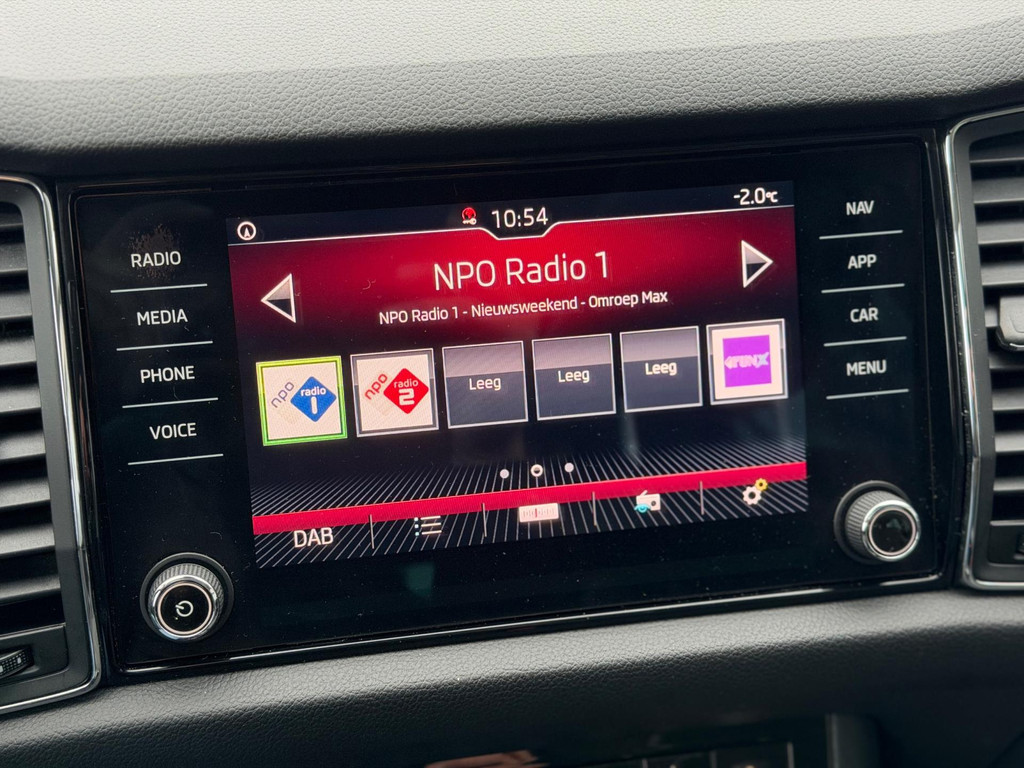 10:54
-2.0°C
NPO Radio 1
NPO Radio 1 - Nieuwsweekend - Omroep Max
RADIO
MEDIA
PHONE
VOICE
npo radio 1
npo radio 2
Leeg
Leeg
Leeg
FUNX
DAB
NAV
APP
CAR
MENU